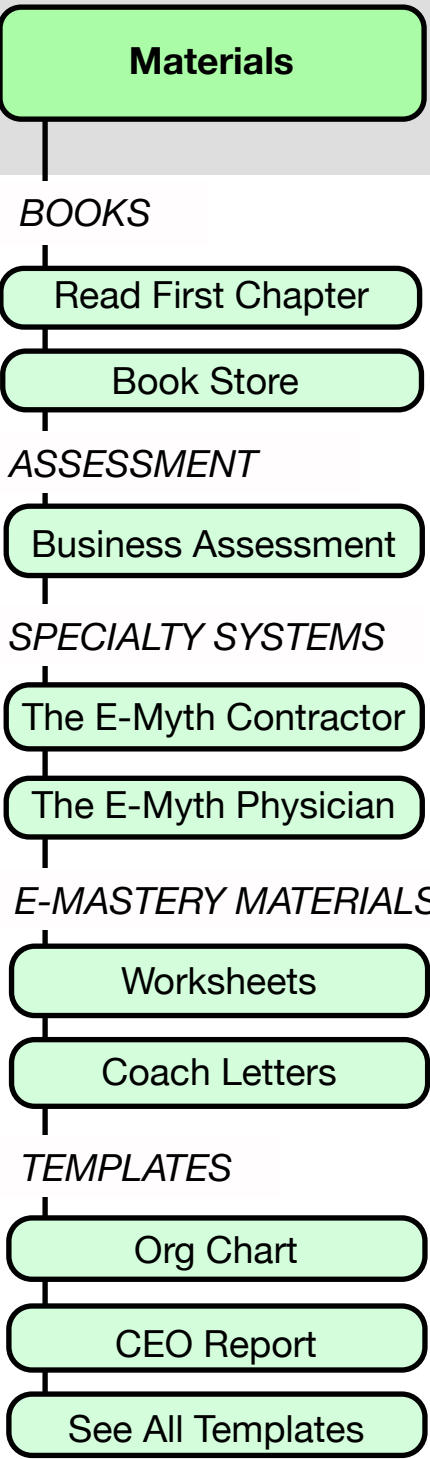 Materials
BOOKS
Read First Chapter
Book Store
ASSESSMENT
Business Assessment
SPECIALTY SYSTEMS
The E-Myth Contractor
The E-Myth Physician
E-MASTERY MATERIALS
Worksheets
Coach Letters
TEMPLATES
Org Chart
CEO Report
See All Templates